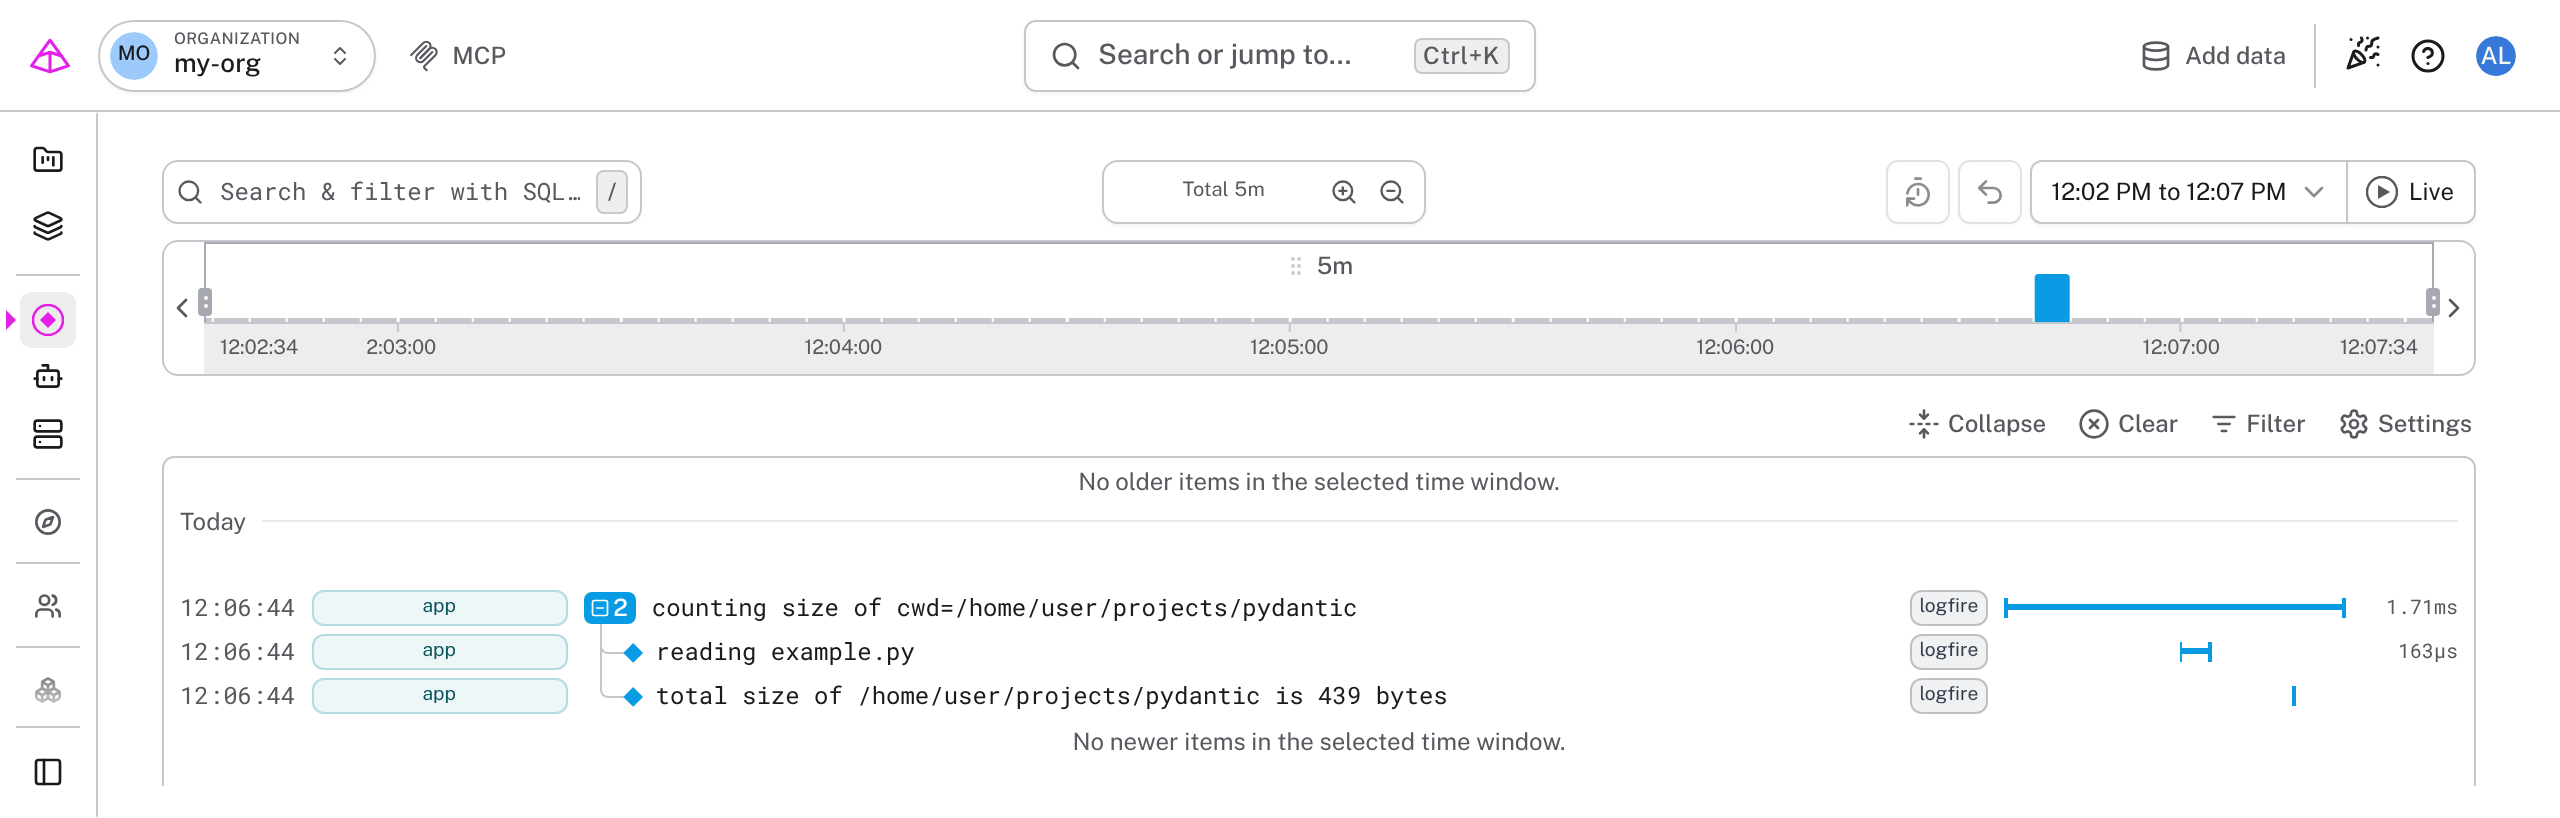 MO
ORGANIZATION
my-org
MCP
Search or jump to...
Ctrl+K
Add data
AL
Search & filter with SQL…
/
Total 5m
12:02 PM to 12:07 PM
Live
5m
12:02:34
2:03:00
12:04:00
12:05:00
12:06:00
12:07:00
12:07:34
Collapse
Clear
Filter
Settings
No older items in the selected time window.
Today
12:06:44 app 2 counting size of cwd=/home/user/projects/pydantic logfire 1.71ms
12:06:44 app reading example.py logfire 163µs
12:06:44 app total size of /home/user/projects/pydantic is 439 bytes logfire
No newer items in the selected time window.